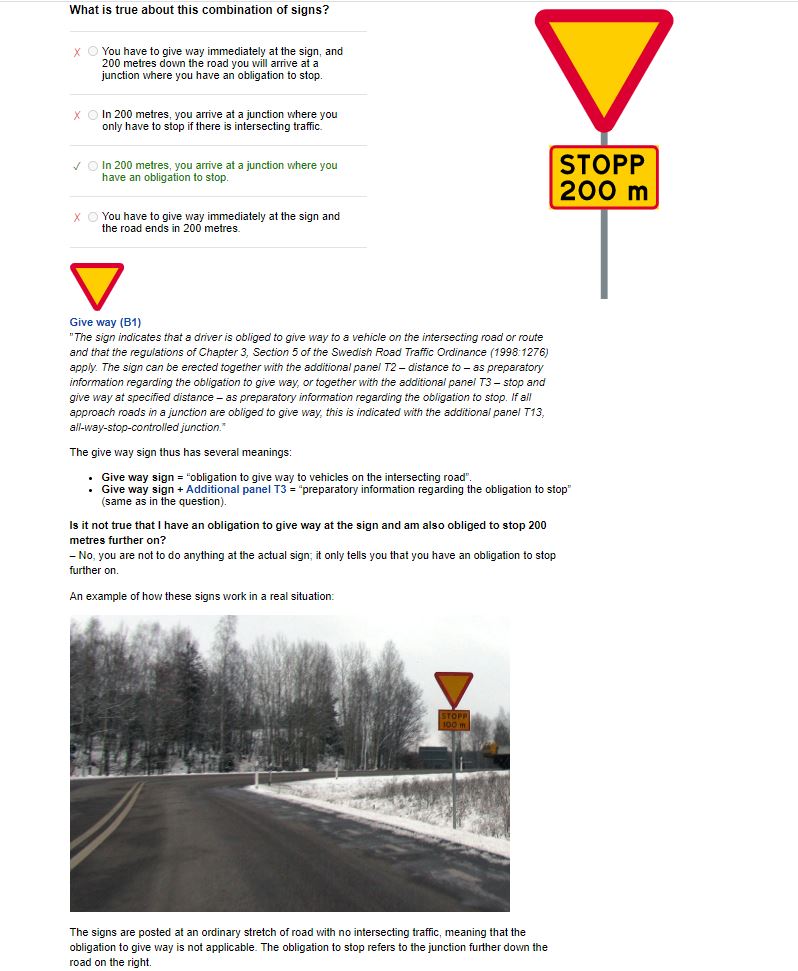 What is true about this combination of signs?
You have to give way immediately at the sign, and
200 metres down the road you will arrive at a
junction where you have an obligation to stop.
In 200 metres, you arrive at a junction where you
only have to stop if there is intersecting traffic.
In 200 metres, you arrive at a junction where you
have an obligation to stop.
You have to give way immediately at the sign and
the road ends in 200 metres.
STOPP
200 m
Give way (B1)
"The sign indicates that a driver is obliged to give way to a vehicle on the intersecting road or route
and that the regulations of Chapter 3, Section 5 of the Swedish Road Traffic Ordinance (1998:1276)
apply. The sign can be erected together with the additional panel T2 – distance to – as preparatory
information regarding the obligation to give way, or together with the additional panel T3 – stop and
give way at specified distance – as preparatory information regarding the obligation to stop. If all
approach roads in a junction are obliged to give way, this is indicated with the additional panel T13,
all-way-stop-controlled junction."
The give way sign thus has several meanings:
• Give way sign = "obligation to give way to vehicles on the intersecting road".
• Give way sign + Additional panel T3 = "preparatory information regarding the obligation to stop"
(same as in the question).
Is it not true that I have an obligation to give way at the sign and am also obliged to stop 200
metres further on?
– No, you are not to do anything at the actual sign; it only tells you that you have an obligation to stop
further on.
An example of how these signs work in a real situation:
STOPP
100 m
The signs are posted at an ordinary stretch of road with no intersecting traffic, meaning that the
obligation to give way is not applicable. The obligation to stop refers to the junction further down the
road on the right.